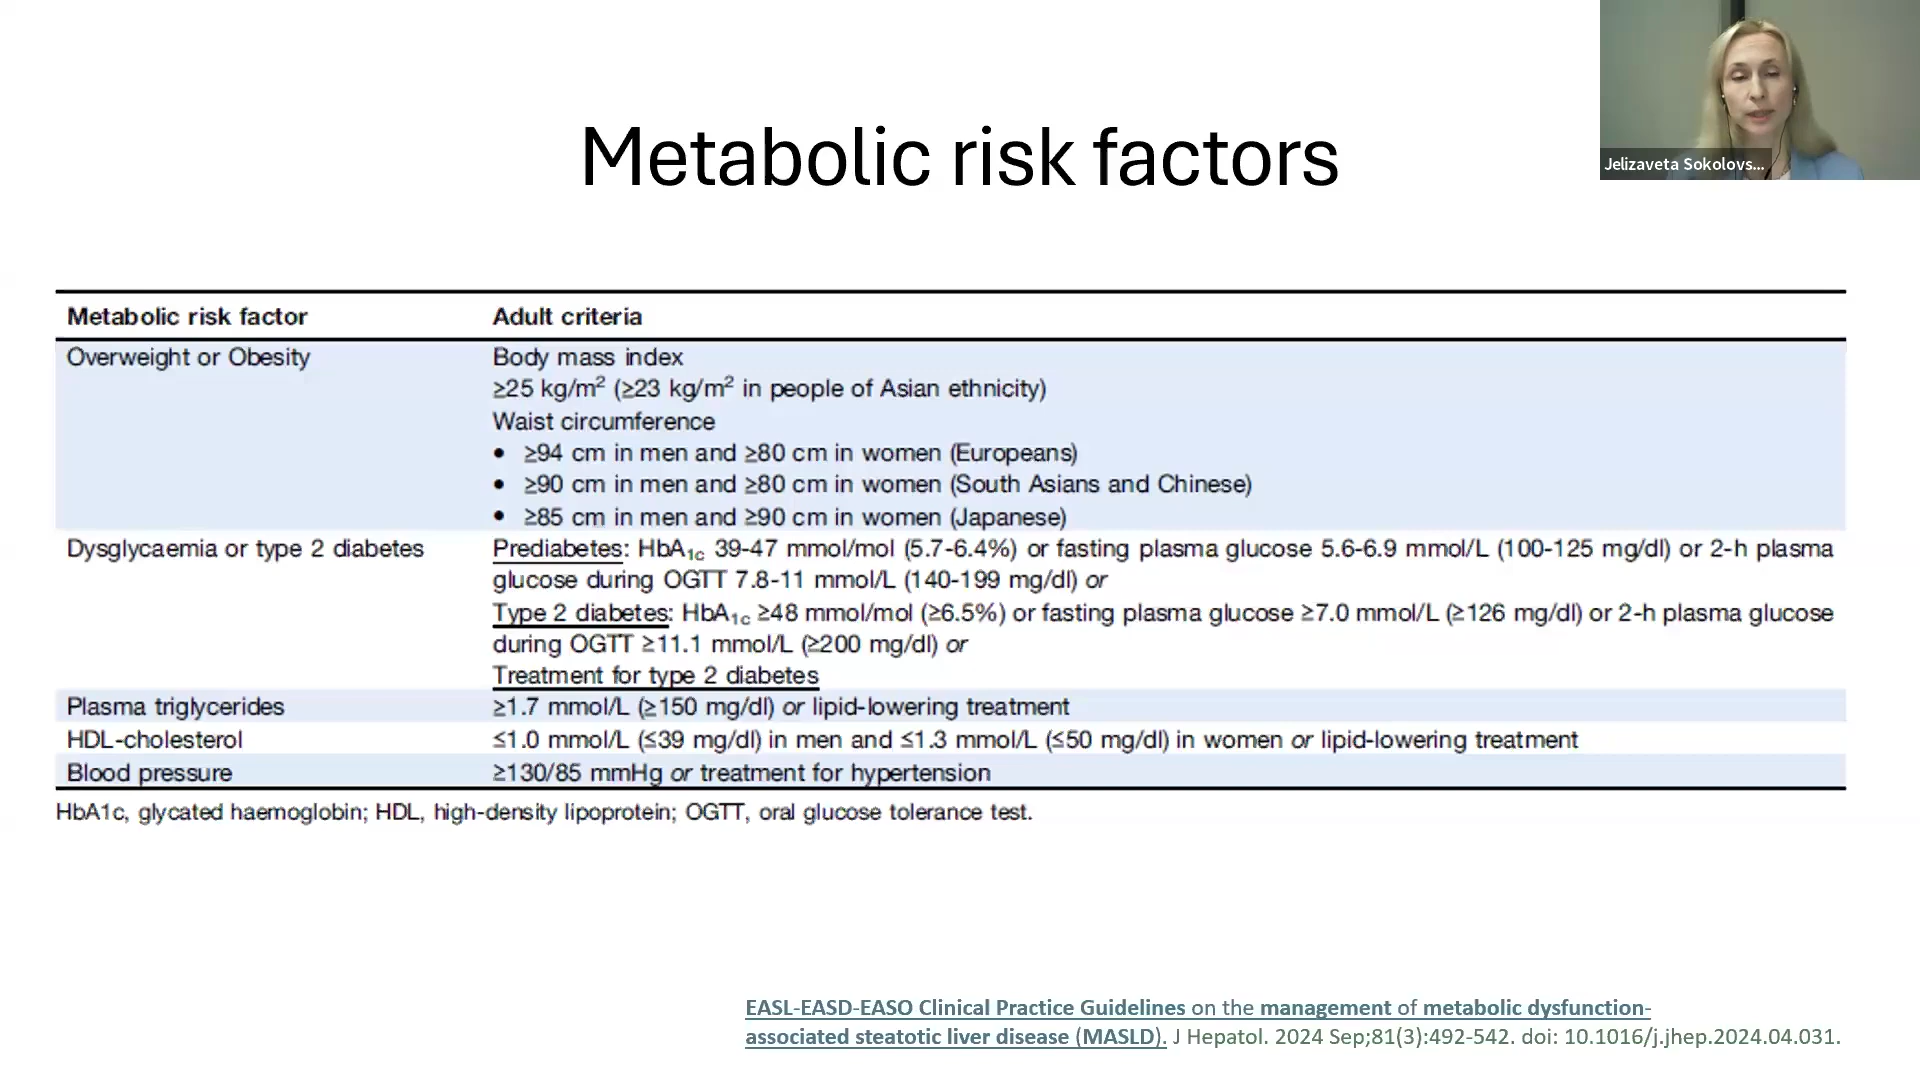 Jelizaveta Sokolovs...
Metabolic risk factors
Metabolic risk factor Adult criteria
Overweight or Obesity Body mass index
≥25 kg/m² (≥23 kg/m² in people of Asian ethnicity)
Waist circumference
• ≥94 cm in men and ≥80 cm in women (Europeans)
• ≥90 cm in men and ≥80 cm in women (South Asians and Chinese)
• ≥85 cm in men and ≥90 cm in women (Japanese)
Dysglycaemia or type 2 diabetes Prediabetes: HbA1c 39-47 mmol/mol (5.7-6.4%) or fasting plasma glucose 5.6-6.9 mmol/L (100-125 mg/dl) or 2-h plasma
glucose during OGTT 7.8-11 mmol/L (140-199 mg/dl) or
Type 2 diabetes: HbA1c ≥48 mmol/mol (≥6.5%) or fasting plasma glucose ≥7.0 mmol/L (≥126 mg/dl) or 2-h plasma glucose
during OGTT ≥11.1 mmol/L (≥200 mg/dl) or
Treatment for type 2 diabetes
Plasma triglycerides ≥1.7 mmol/L (≥150 mg/dl) or lipid-lowering treatment
HDL-cholesterol ≤1.0 mmol/L (≤39 mg/dl) in men and ≤1.3 mmol/L (≤50 mg/dl) in women or lipid-lowering treatment
Blood pressure ≥130/85 mmHg or treatment for hypertension
HbA1c, glycated haemoglobin; HDL, high-density lipoprotein; OGTT, oral glucose tolerance test.
EASL-EASD-EASO Clinical Practice Guidelines on the management of metabolic dysfunction-
associated steatotic liver disease (MASLD). J Hepatol. 2024 Sep;81(3):492-542. doi: 10.1016/j.jhep.2024.04.031.